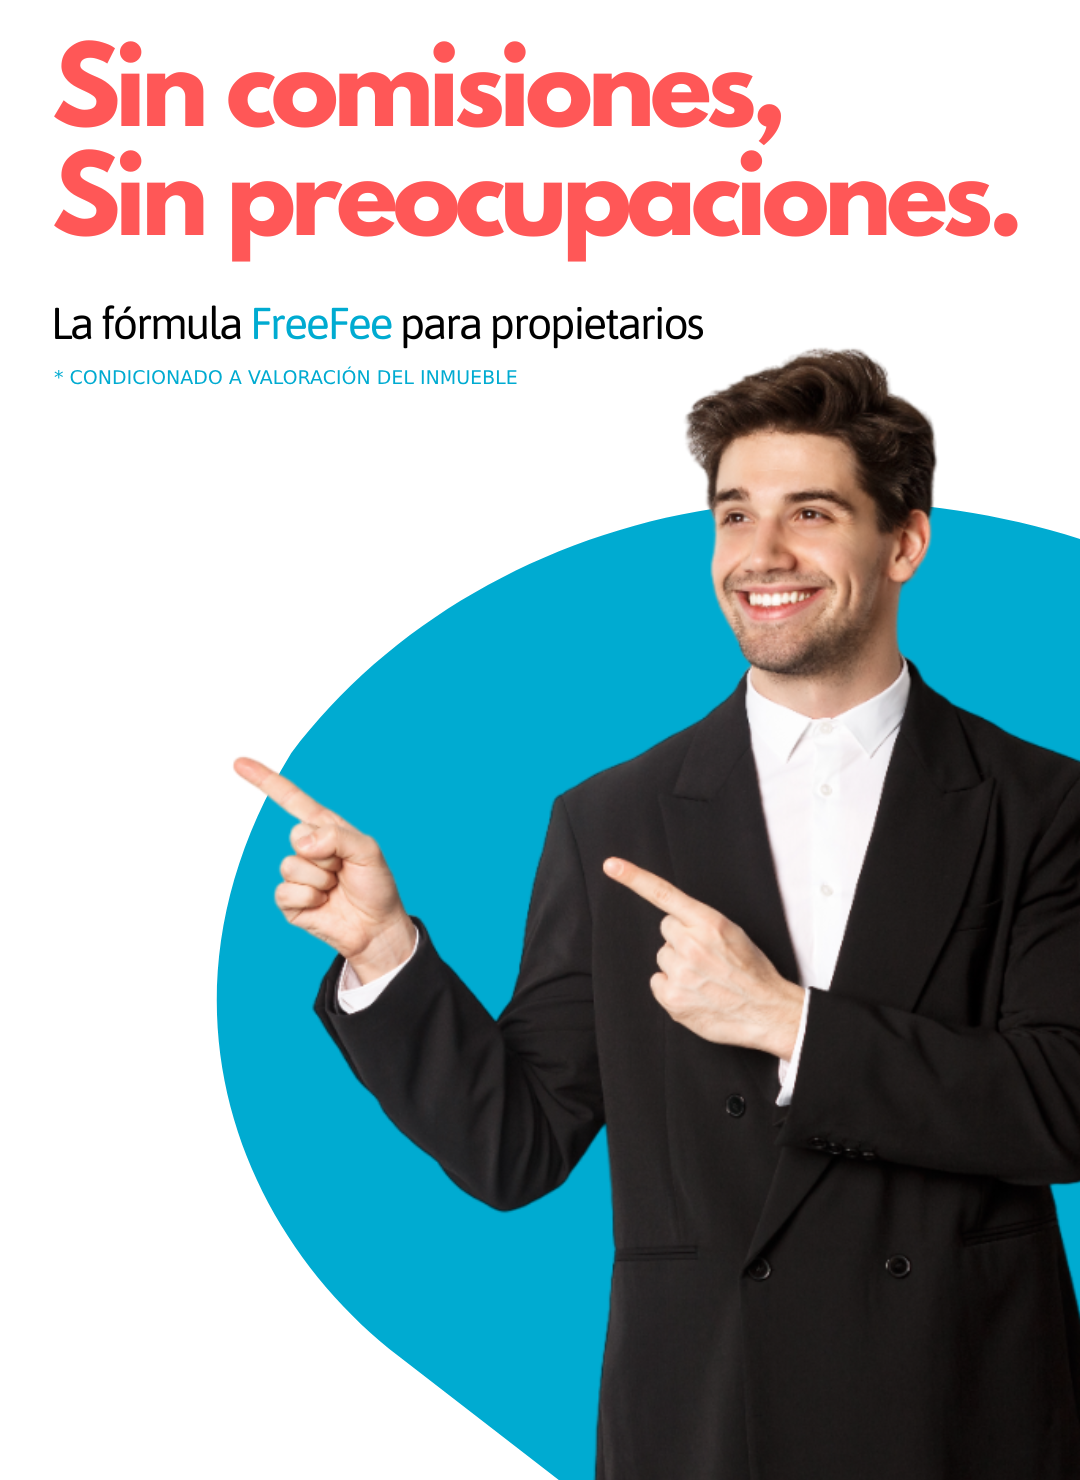 Sin comisiones,
Sin preocupaciones.
La fórmula FreeFee para propietarios
* CONDICIONADO A VALORACIÓN DEL INMUEBLE